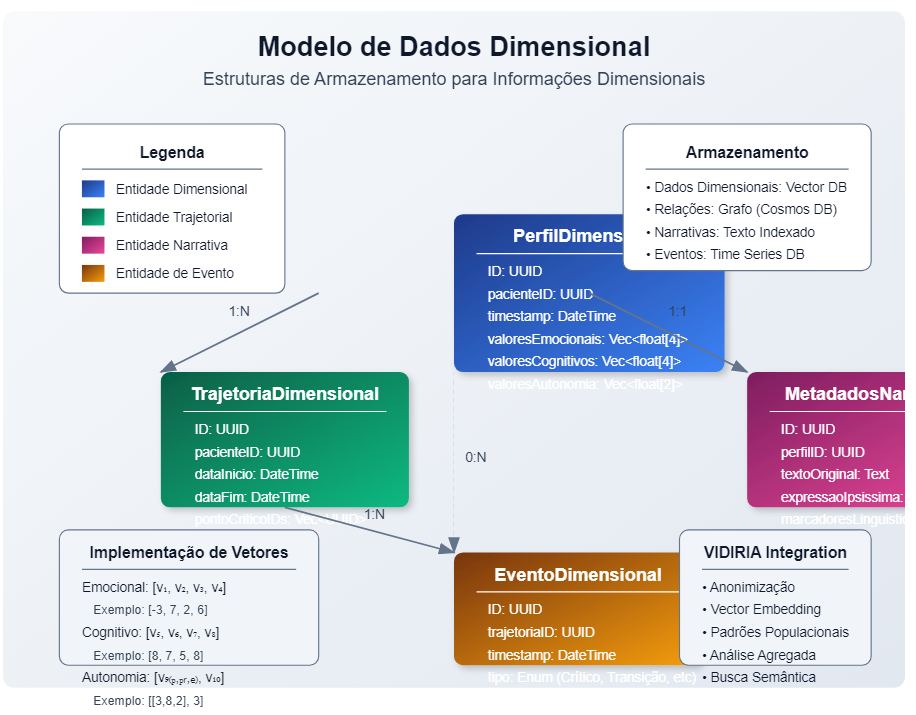 Modelo de Dados Dimensional
Estruturas de Armazenamento para Informações Dimensionais
Legenda
Entidade Dimensional
Entidade Trajetorial
Entidade Narrativa
Entidade de Evento
Armazenamento
• Dados Dimensionais: Vector DB
• Relações: Grafo (Cosmos DB)
• Narrativas: Texto Indexado
• Eventos: Time Series DB
PerfilDimens
ID: UUID
pacienteID: UUID
timestamp: DateTime
valoresEmocionais: Vec<float[4]>
valoresCognitivos: Vec<float[4]>
valoresAutonomia: Vec<float[2]>
1:N
1:1
TrajetoriaDimensional
ID: UUID
pacienteID: UUID
dataInicio: DateTime
dataFim: DateTime
pontoCriticoIDs: Vec<UUID>
MetadadosNar
ID: UUID
perfilID: UUID
textoOriginal: Text
expressaoIpsissima:
marcadoresLinguistic
0:N
1:N
Implementação de Vetores
Emocional: [v₁, v₂, v₃, v₄]
Exemplo: [-3, 7, 2, 6]
Cognitivo: [v₅, v₆, v₇, v₈]
Exemplo: [8, 7, 5, 8]
Autonomia: [v₉₍ₚ,ₚᵣ,ₑ₎, v₁₀]
Exemplo: [[3,8,2], 3]
EventoDimensional
ID: UUID
trajetoriaID: UUID
timestamp: DateTime
tipo: Enum (Crítico, Transição, etc)
VIDIRIA Integration
• Anonimização
• Vector Embedding
• Padrões Populacionais
• Análise Agregada
• Busca Semântica